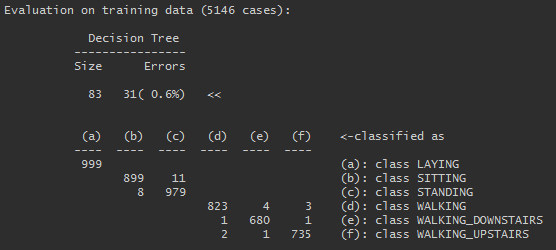 Evaluation on training data (5146 cases):
Decision Tree
----------------
Size Errors
83 31( 0.6%) <<
(a) (b) (c) (d) (e) (f) <-classified as
---- ---- ---- ---- ---- ----
999 (a): class LAYING
899 11 (b): class SITTING
8 979 (c): class STANDING
823 4 3 (d): class WALKING
1 680 1 (e): class WALKING_DOWNSTAIRS
2 1 735 (f): class WALKING_UPSTAIRS